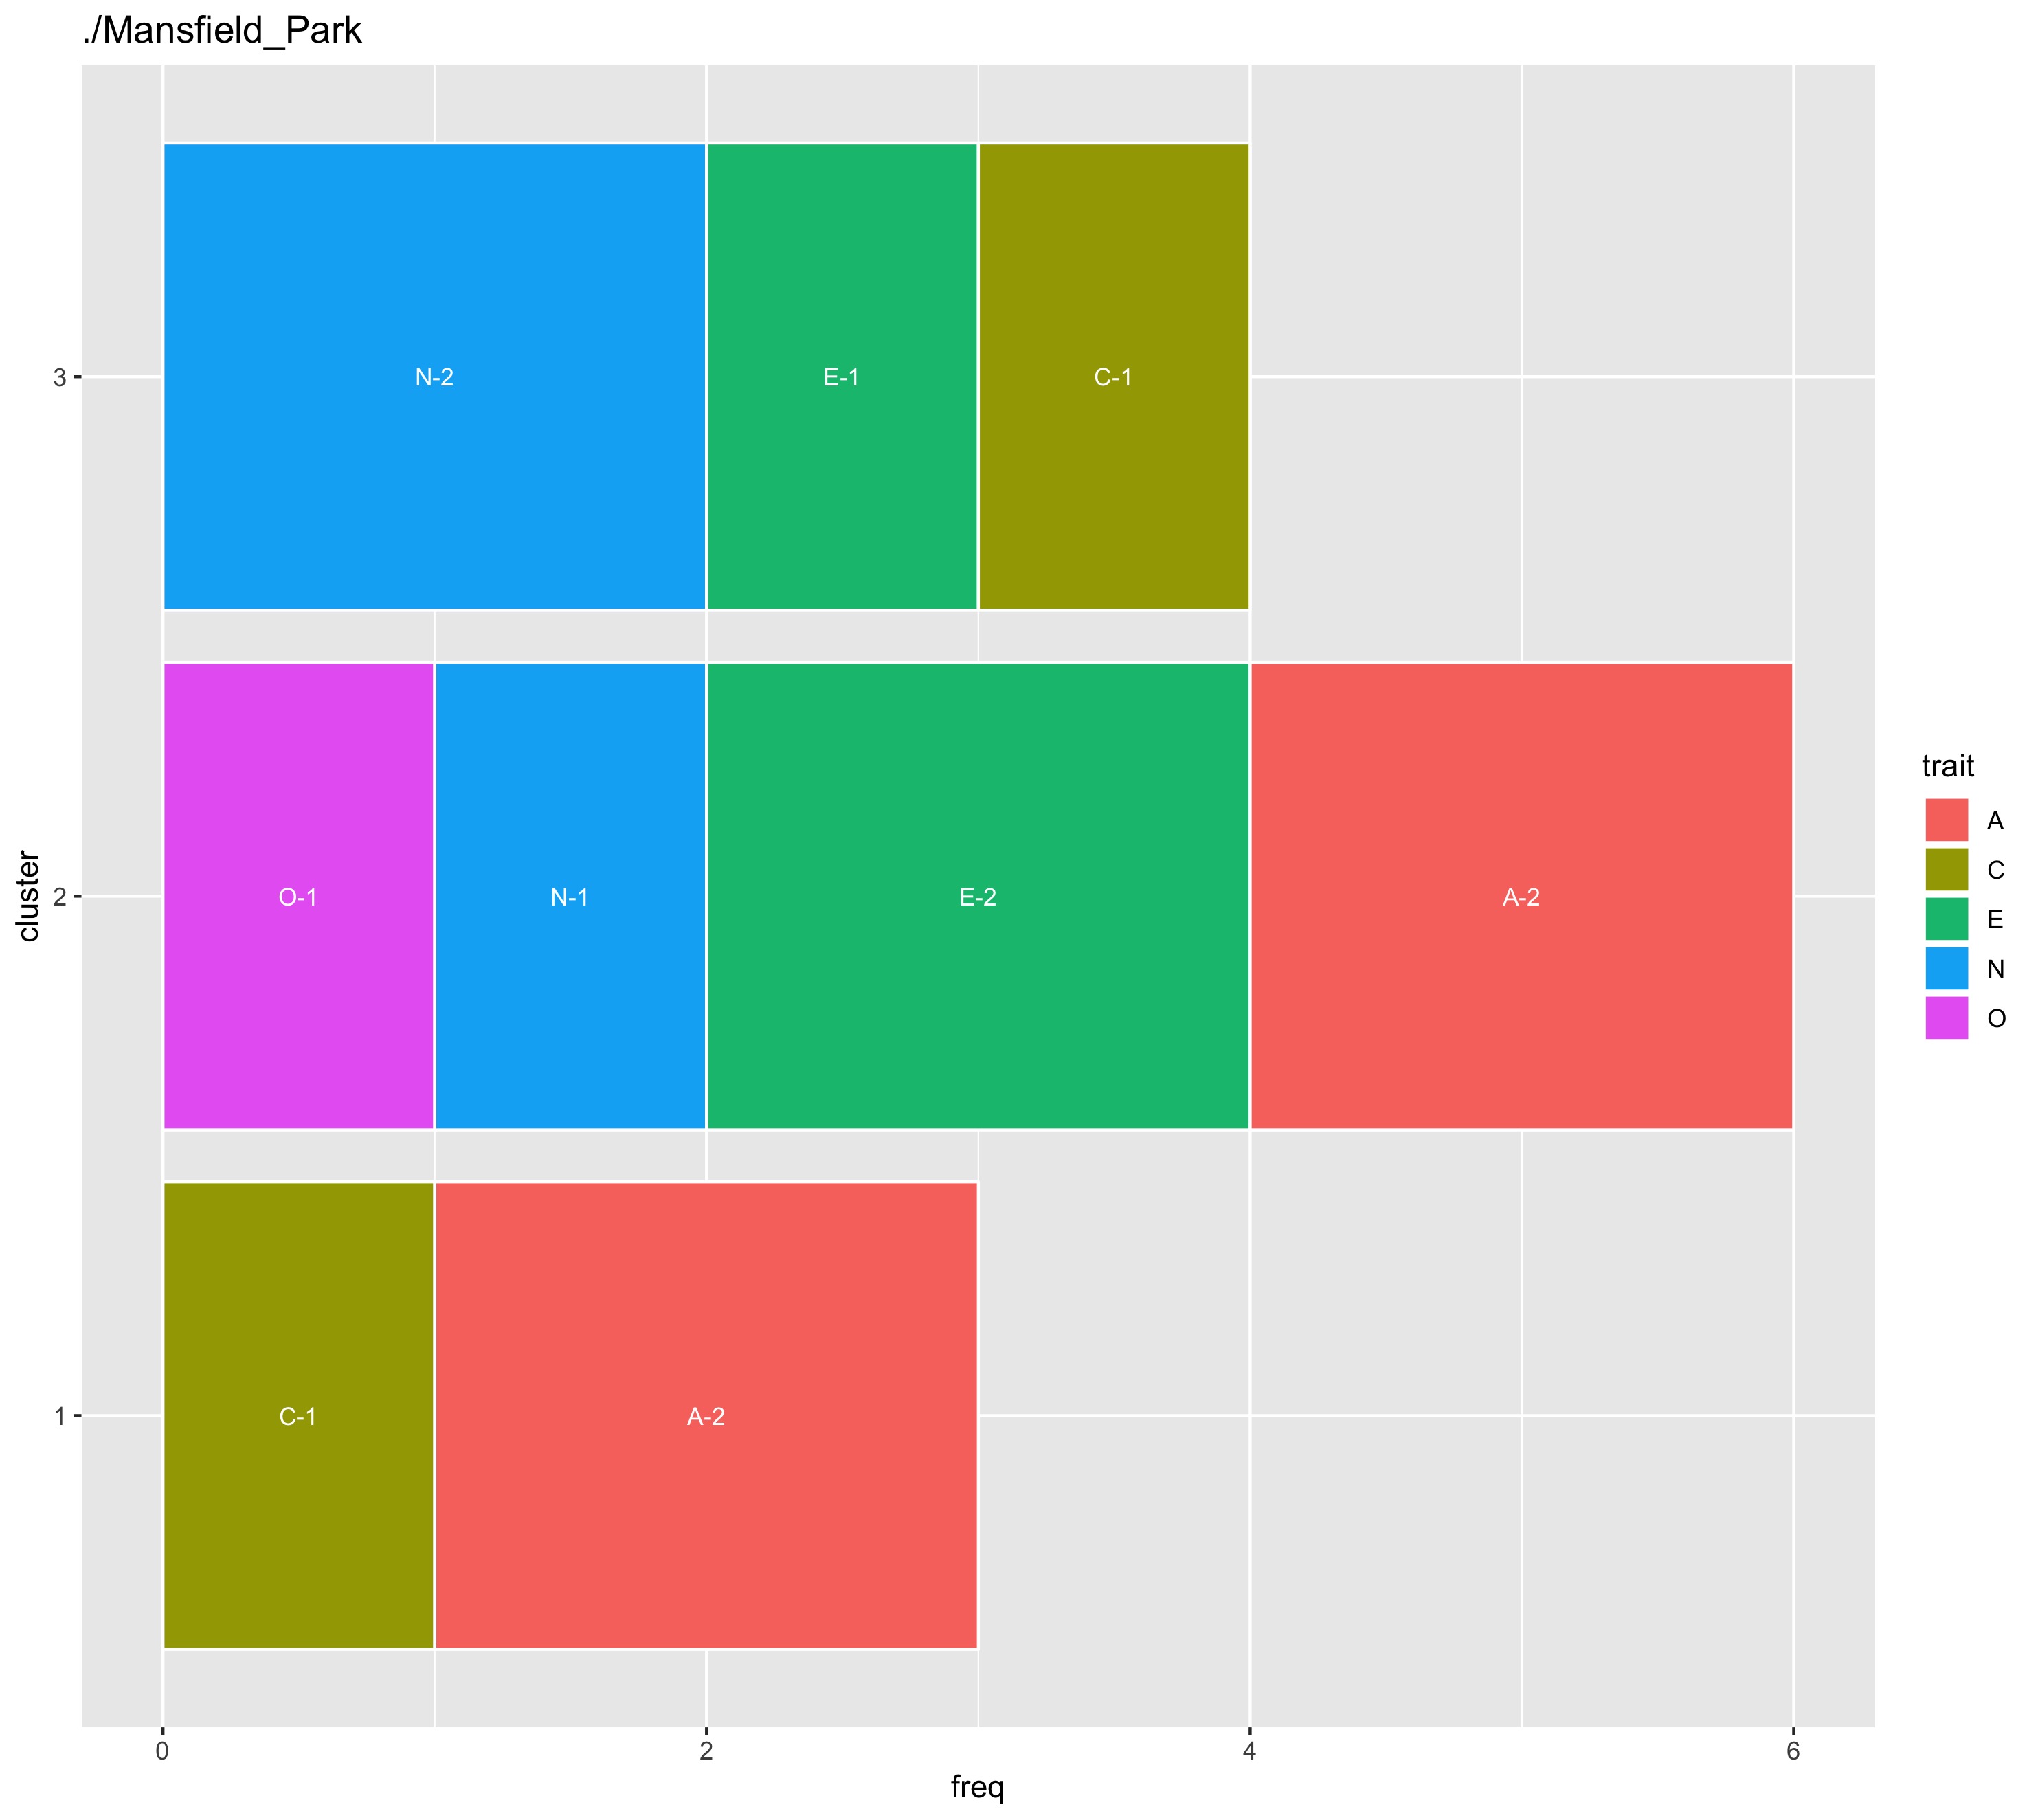 ./Mansfield_Park
3
N-2
E-1
C-1
2
O-1
N-1
E-2
A-2
1
C-1
A-2
cluster
0
2
4
6
freq
trait
A
C
E
N
O